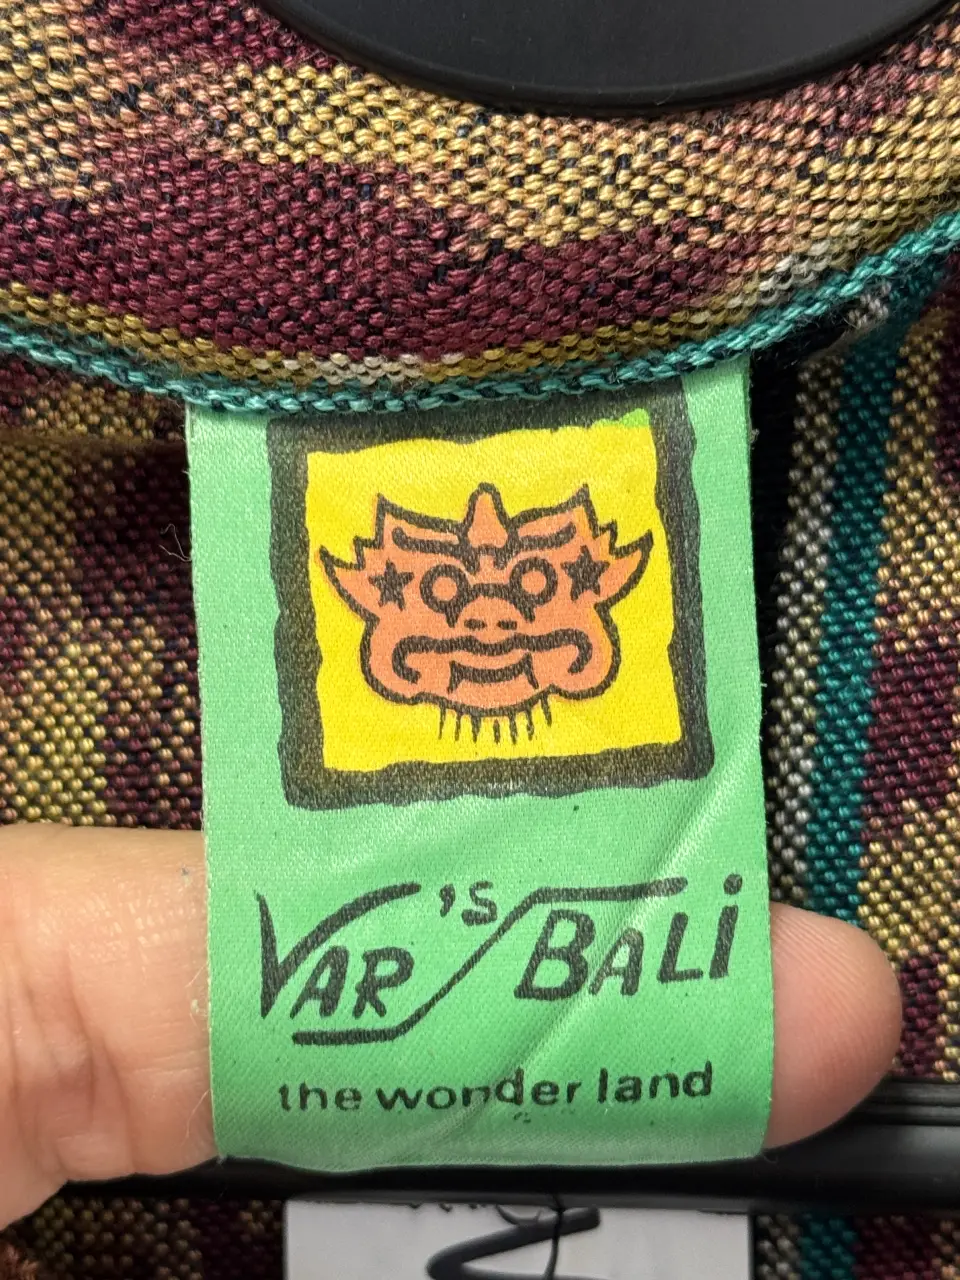 VAR'S BALi
the wonder land